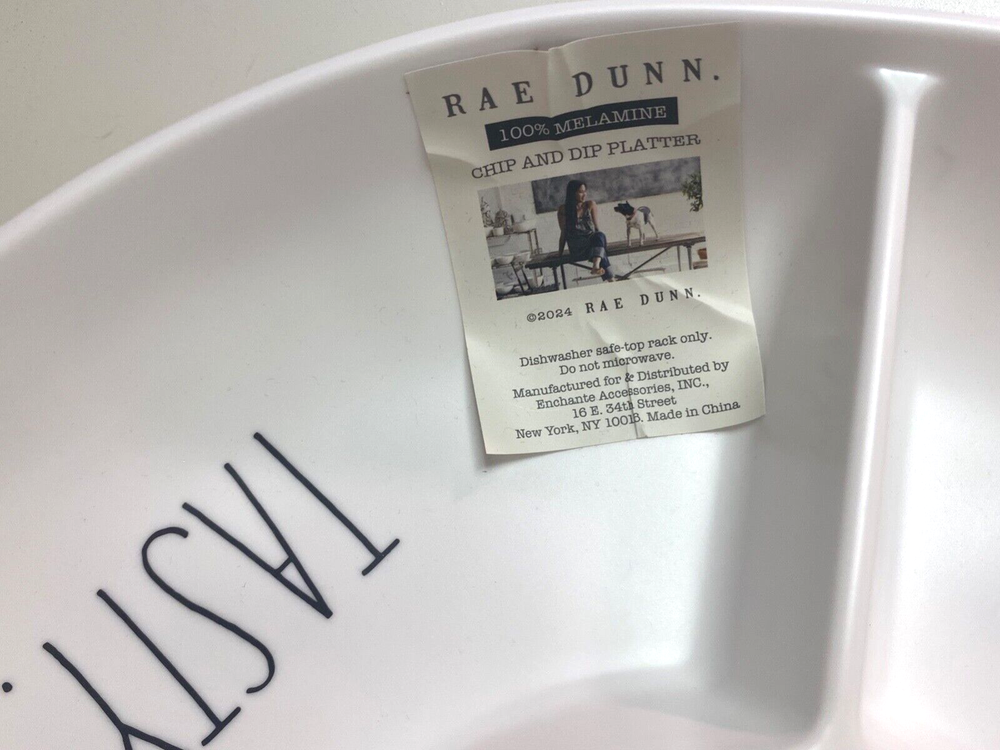 RAE DUNN.
100% MELAMINE
CHIP AND DIP PLATTER
©2024 RAE DUNN.
Dishwasher safe-top rack only.
Do not microwave.
Manufactured for & Distributed by
Enchante Accessories, INC.,
16 E. 34th Street
New York, NY 10016. Made in China
TASTY.